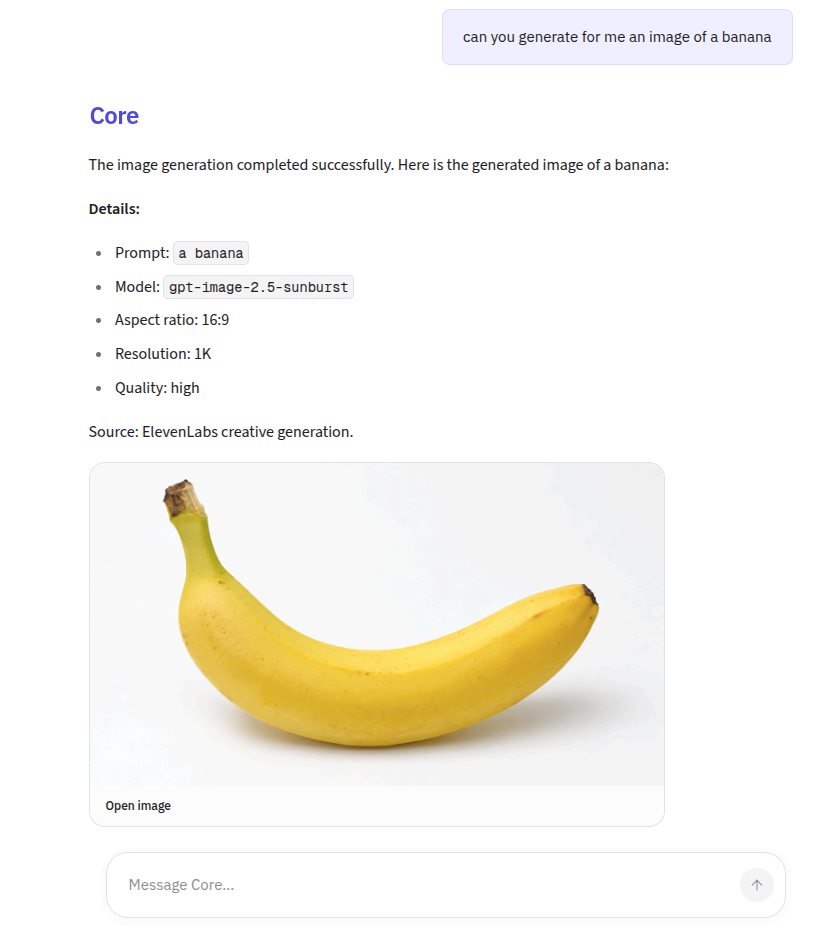 can you generate for me an image of a banana
Core
The image generation completed successfully. Here is the generated image of a banana:
Details:
Prompt: a banana
Model: gpt-image-2.5-sunburst
Aspect ratio: 16:9
Resolution: 1K
Quality: high
Source: ElevenLabs creative generation.
Open image
Message Core...